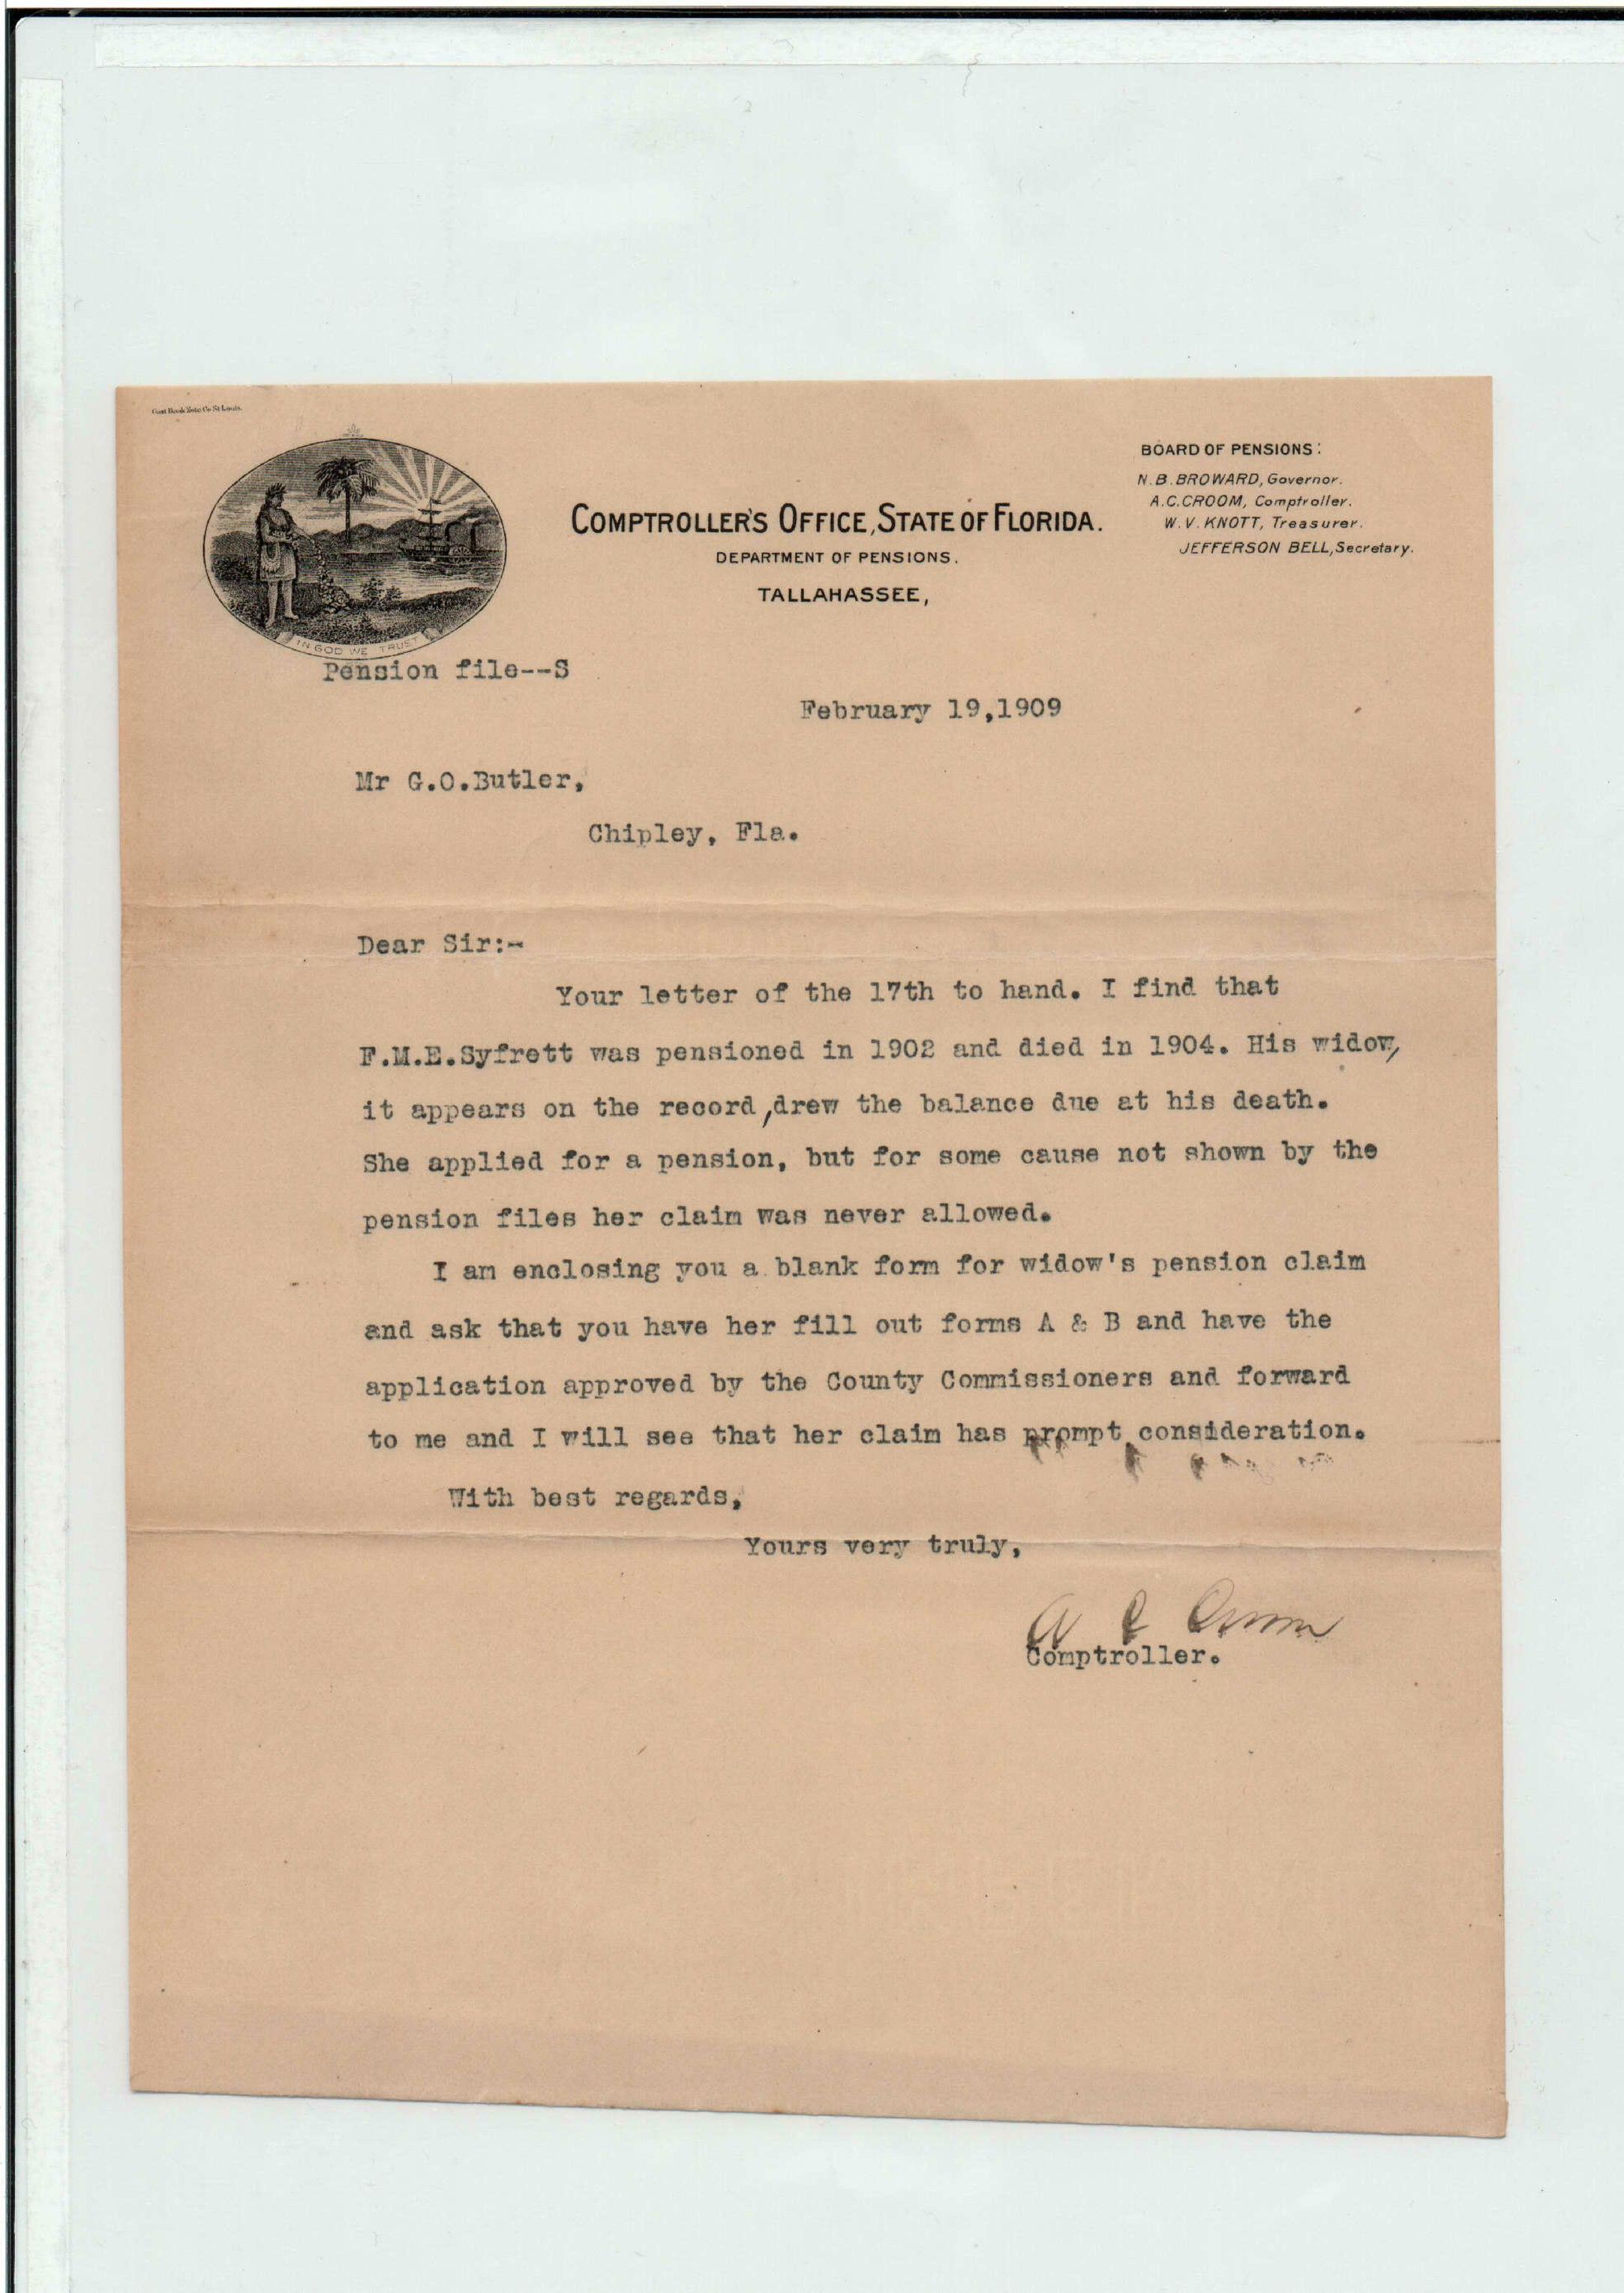 IN GOD WE TRUST
COMPTROLLER'S OFFICE, STATE OF FLORIDA.
DEPARTMENT OF PENSIONS.
TALLAHASSEE,
BOARD OF PENSIONS:
N.B. BROWARD, Governor.
A.C. CROOM, Comptroller.
W.V. KNOTT, Treasurer.
JEFFERSON BELL, Secretary.
Pension file--S
February 19,1909
Mr G.O.Butler,
Chipley, Fla.
Dear Sir:-
Your letter of the 17th to hand. I find that
F.M.E.Syfrett was pensioned in 1902 and died in 1904. His widow,
it appears on the record,drew the balance due at his death.
She applied for a pension, but for some cause not shown by the
pension files her claim was never allowed.
I am enclosing you a blank form for widow's pension claim
and ask that you have her fill out forms A & B and have the
application approved by the County Commissioners and forward
to me and I will see that her claim has prompt consideration.
With best regards,
Yours very truly,
A C Croom
Comptroller.